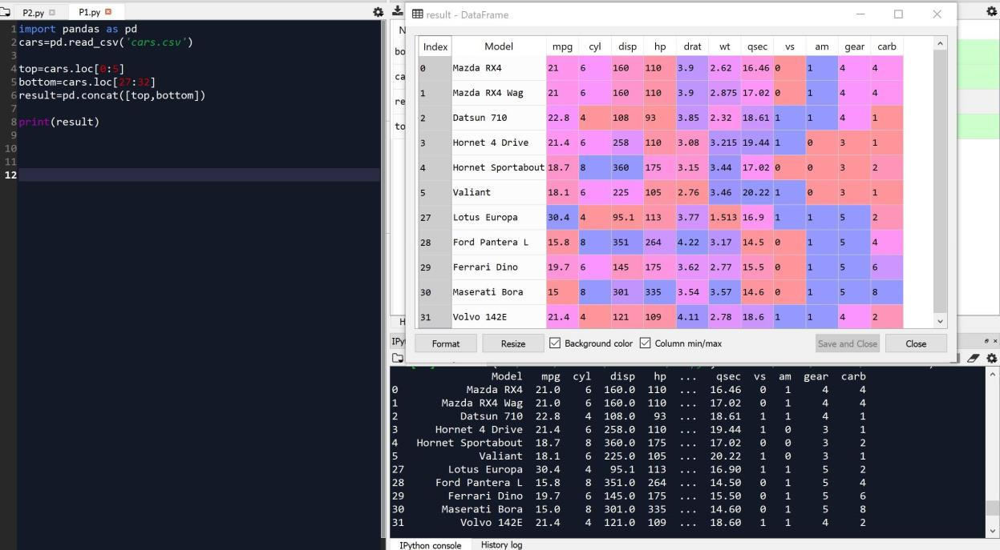 P2.py P1.py
1 import pandas as pd
2 cars=pd.read_csv('cars.csv')
3
4 top=cars.loc[0:5]
5 bottom=cars.loc[27:32]
6 result=pd.concat([top,bottom])
7
8 print(result)
9
10
11
12
result - DataFrame
Index Model mpg cyl disp hp drat wt qsec vs am gear carb
0 Mazda RX4 21 6 160 110 3.9 2.62 16.46 0 1 4 4
1 Mazda RX4 Wag 21 6 160 110 3.9 2.875 17.02 0 1 4 4
2 Datsun 710 22.8 4 108 93 3.85 2.32 18.61 1 1 4 1
3 Hornet 4 Drive 21.4 6 258 110 3.08 3.215 19.44 1 0 3 1
4 Hornet Sportabout 18.7 8 360 175 3.15 3.44 17.02 0 0 3 2
5 Valiant 18.1 6 225 105 2.76 3.46 20.22 1 0 3 1
27 Lotus Europa 30.4 4 95.1 113 3.77 1.513 16.9 1 1 5 2
28 Ford Pantera L 15.8 8 351 264 4.22 3.17 14.5 0 1 5 4
29 Ferrari Dino 19.7 6 145 175 3.62 2.77 15.5 0 1 5 6
30 Maserati Bora 15 8 301 335 3.54 3.57 14.6 0 1 5 8
31 Volvo 142E 21.4 4 121 109 4.11 2.78 18.6 1 1 4 2
Format Resize Background color Column min/max Save and Close Close
Model mpg cyl disp hp ... qsec vs am gear carb
0 Mazda RX4 21.0 6 160.0 110 ... 16.46 0 1 4 4
1 Mazda RX4 Wag 21.0 6 160.0 110 ... 17.02 0 1 4 4
2 Datsun 710 22.8 4 108.0 93 ... 18.61 1 1 4 1
3 Hornet 4 Drive 21.4 6 258.0 110 ... 19.44 1 0 3 1
4 Hornet Sportabout 18.7 8 360.0 175 ... 17.02 0 0 3 2
5 Valiant 18.1 6 225.0 105 ... 20.22 1 0 3 1
27 Lotus Europa 30.4 4 95.1 113 ... 16.90 1 1 5 2
28 Ford Pantera L 15.8 8 351.0 264 ... 14.50 0 1 5 4
29 Ferrari Dino 19.7 6 145.0 175 ... 15.50 0 1 5 6
30 Maserati Bora 15.0 8 301.0 335 ... 14.60 0 1 5 8
31 Volvo 142E 21.4 4 121.0 109 ... 18.60 1 1 4 2
IPython console History log